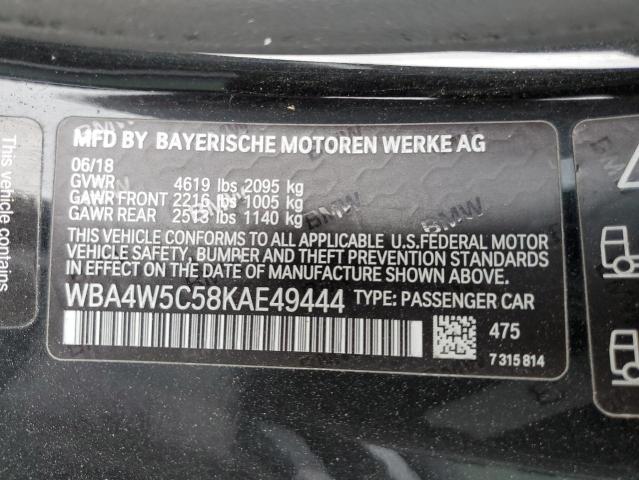 MFD BY BAYERISCHE MOTOREN WERKE AG
06/18
GVWR 4619 lbs 2095 kg
GAWR FRONT 2216 lbs 1005 kg
GAWR REAR 2513 lbs 1140 kg
THIS VEHICLE CONFORMS TO ALL APPLICABLE U.S.FEDERAL MOTOR
VEHICLE SAFETY, BUMPER AND THEFT PREVENTION
STANDARDS IN EFFECT ON THE DATE OF MANUFACTURE SHOWN ABOVE.
WBA4W5C58KAE49444 TYPE: PASSENGER CAR
475
7 315 814
This vehicle contains
BMW
BMW
BMW